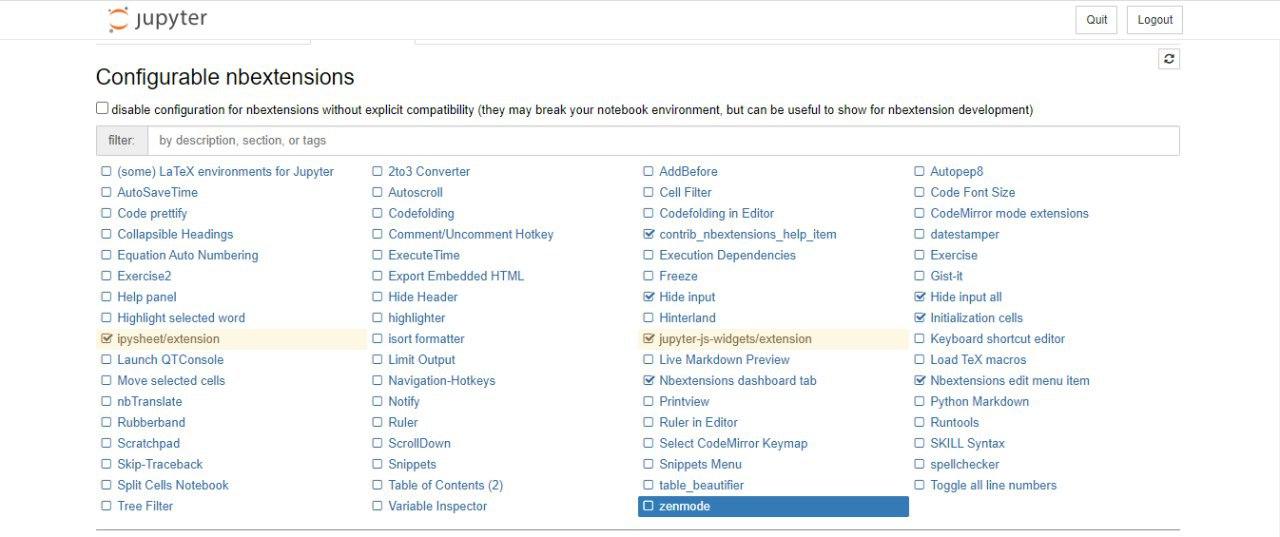 jupyter Quit Logout
Configurable nbextensions
disable configuration for nbextensions without explicit compatibility (they may break your notebook environment, but can be useful to show for nbextension development)
filter: by description, section, or tags
(some) LaTeX environments for Jupyter 2to3 Converter AddBefore Autopep8
AutoSaveTime Autoscroll Cell Filter Code Font Size
Code prettify Codefolding Codefolding in Editor CodeMirror mode extensions
Collapsible Headings Comment/Uncomment Hotkey contrib_nbextensions_help_item datestamper
Equation Auto Numbering ExecuteTime Execution Dependencies Exercise
Exercise2 Export Embedded HTML Freeze Gist-it
Help panel Hide Header Hide input Hide input all
Highlight selected word highlighter Hinterland Initialization cells
ipysheet/extension isort formatter jupyter-js-widgets/extension Keyboard shortcut editor
Launch QTConsole Limit Output Live Markdown Preview Load TeX macros
Move selected cells Navigation-Hotkeys Nbextensions dashboard tab Nbextensions edit menu item
nbTranslate Notify Printview Python Markdown
Rubberband Ruler Ruler in Editor Runtools
Scratchpad ScrollDown Select CodeMirror Keymap SKILL Syntax
Skip-Traceback Snippets Snippets Menu spellchecker
Split Cells Notebook Table of Contents (2) table_beautifier Toggle all line numbers
Tree Filter Variable Inspector zenmode